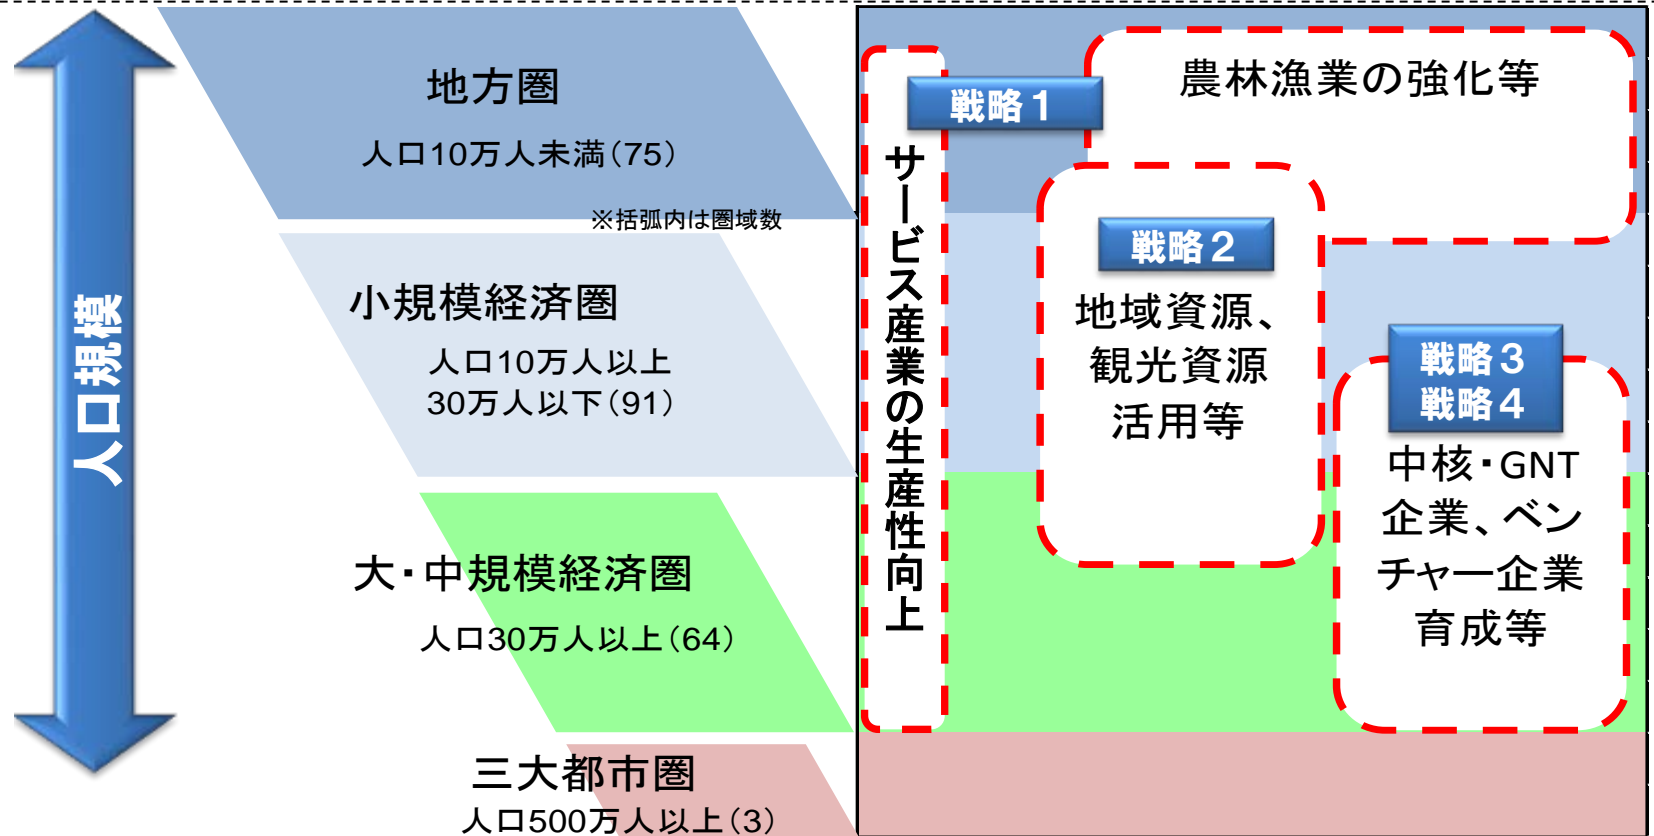 人口規模
地方圏
人口10万人未満（75）
※括弧内は圏域数
小規模経済圏
人口10万人以上
30万人以下（91）
大・中規模経済圏
人口30万人以上（64）
三大都市圏
人口500万人以上（3）
戦略１
サービス産業の生産性向上
農林漁業の強化等
戦略２
地域資源、
観光資源
活用等
戦略３
戦略４
中核・GNT
企業、ベン
チャー企業
育成等